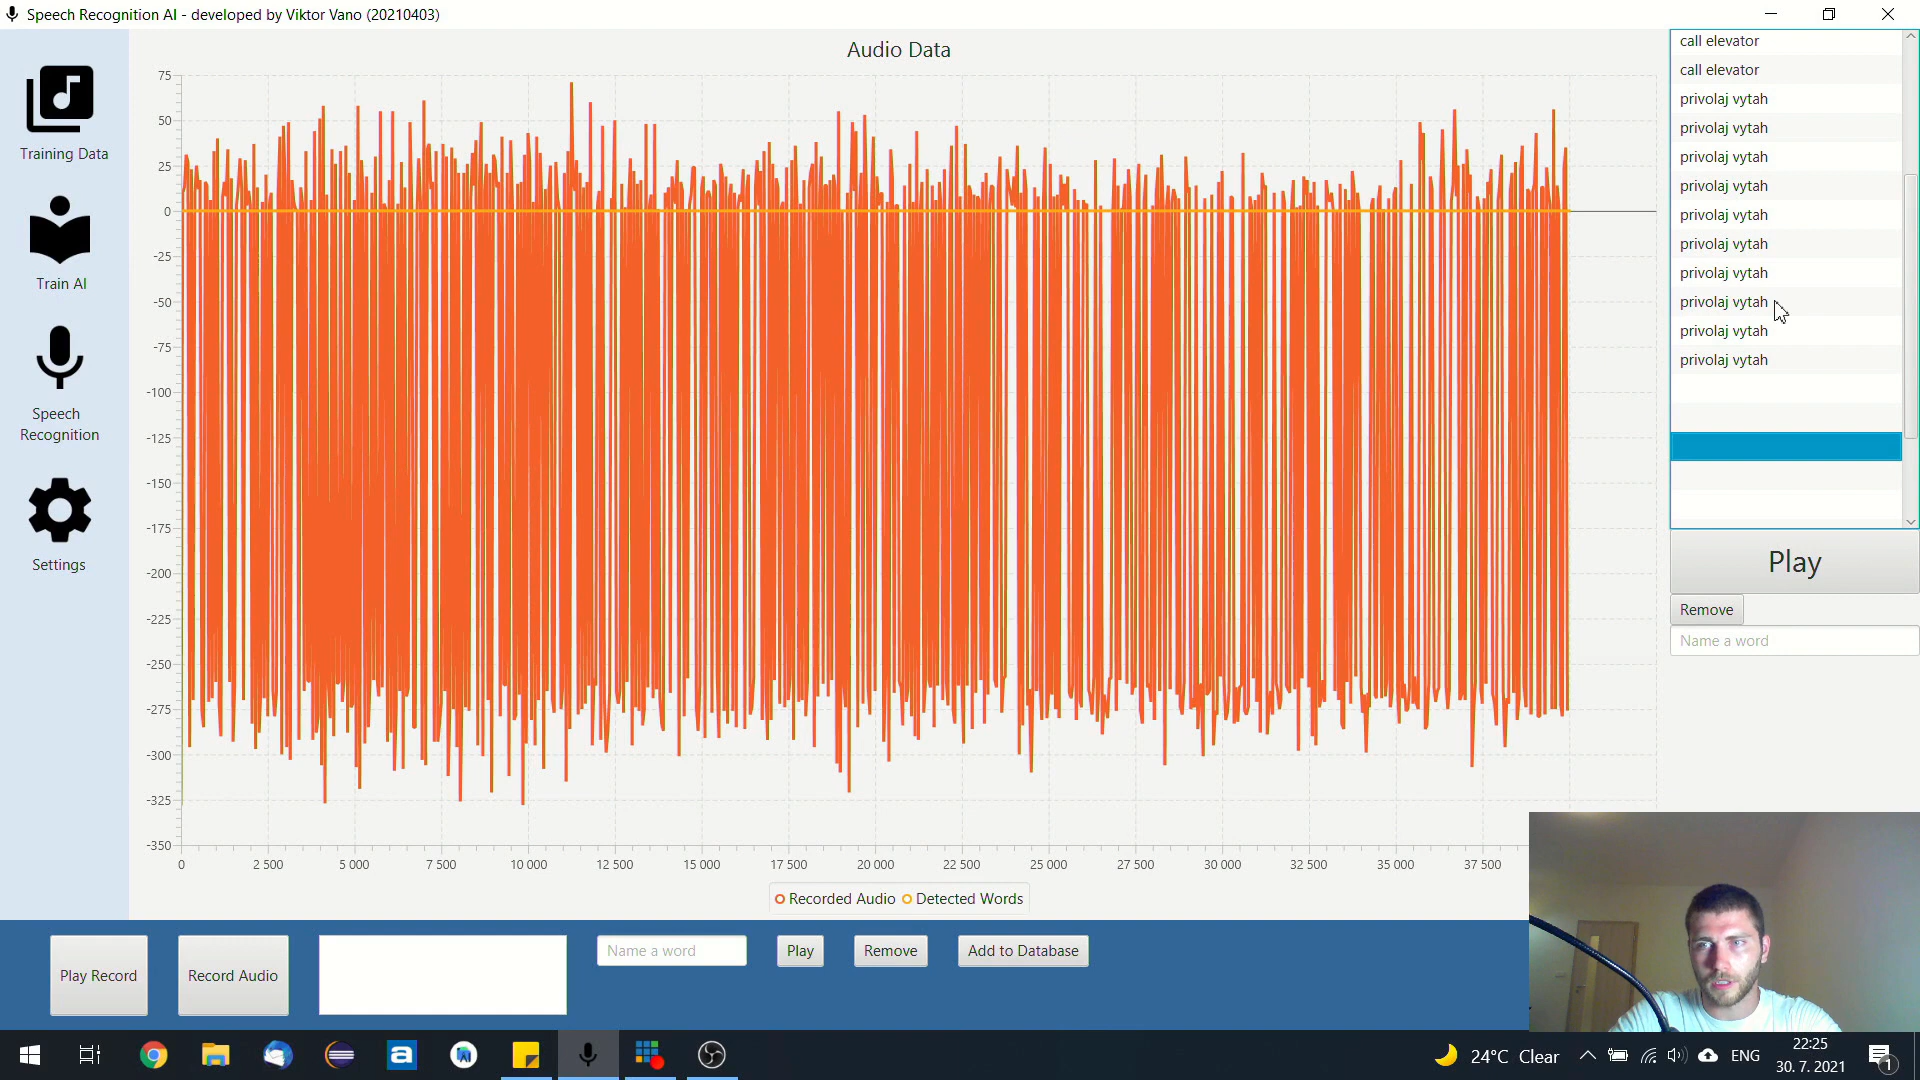 Speech Recognition AI - developed by Viktor Vano (20210403)
Training Data
Train AI
Speech
Recognition
Settings
Audio Data
75
50
25
0
-25
-50
-75
-100
-125
-150
-175
-200
-225
-250
-275
-300
-325
-350
0
2 500
5 000
7 500
10 000
12 500
15 000
17 500
20 000
22 500
25 000
27 500
30 000
32 500
35 000
37 500
Recorded Audio
Detected Words
call elevator
call elevator
privolaj vytah
privolaj vytah
privolaj vytah
privolaj vytah
privolaj vytah
privolaj vytah
privolaj vytah
privolaj vytah
privolaj vytah
privolaj vytah
Play
Remove
Name a word
Play Record
Record Audio
Name a word
Play
Remove
Add to Database
24°C Clear
ENG
22:25
30. 7. 2021
1